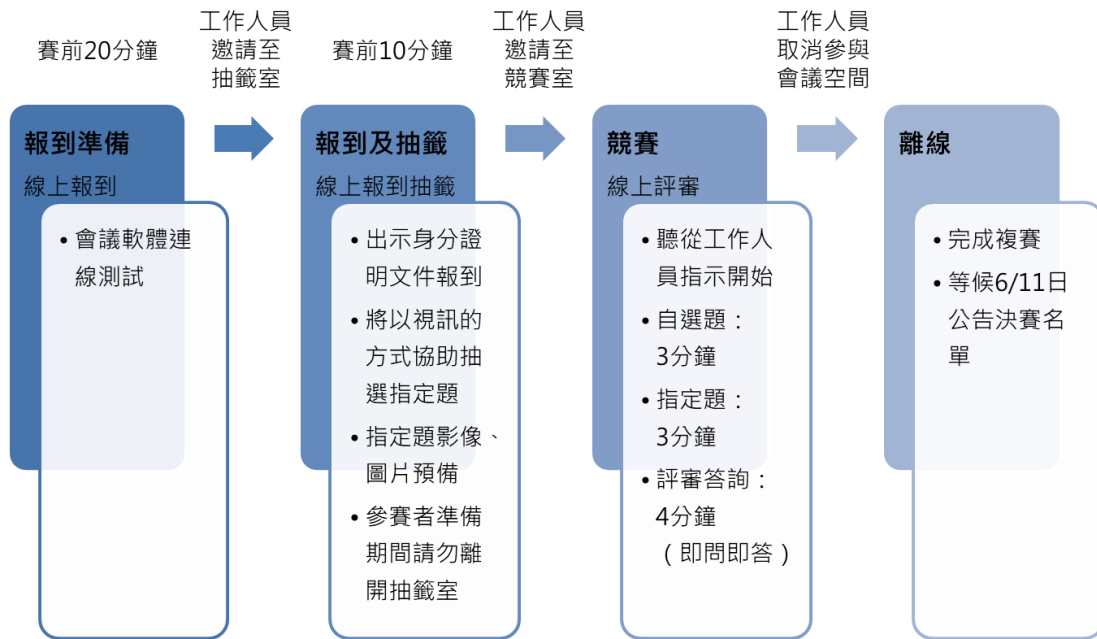 賽前20分鐘
工作人員
邀請至
抽籤室
賽前10分鐘
工作人員
邀請至
競賽室
工作人員
取消參與
會議空間
報到準備
線上報到
• 會議軟體連
線測試
報到及抽籤
線上報到抽籤
• 出示身分證
明文件報到
• 將以視訊的
方式協助抽
選指定題
• 指定題影像、
圖片預備
• 參賽者準備
期間請勿離
開抽籤室
競賽
線上評審
• 聽從工作人
員指示開始
• 自選題：
3分鐘
• 指定題：
3分鐘
• 評審答詢：
4分鐘
（即問即答）
離線
• 完成複賽
• 等候6/11日
公告決賽名
單